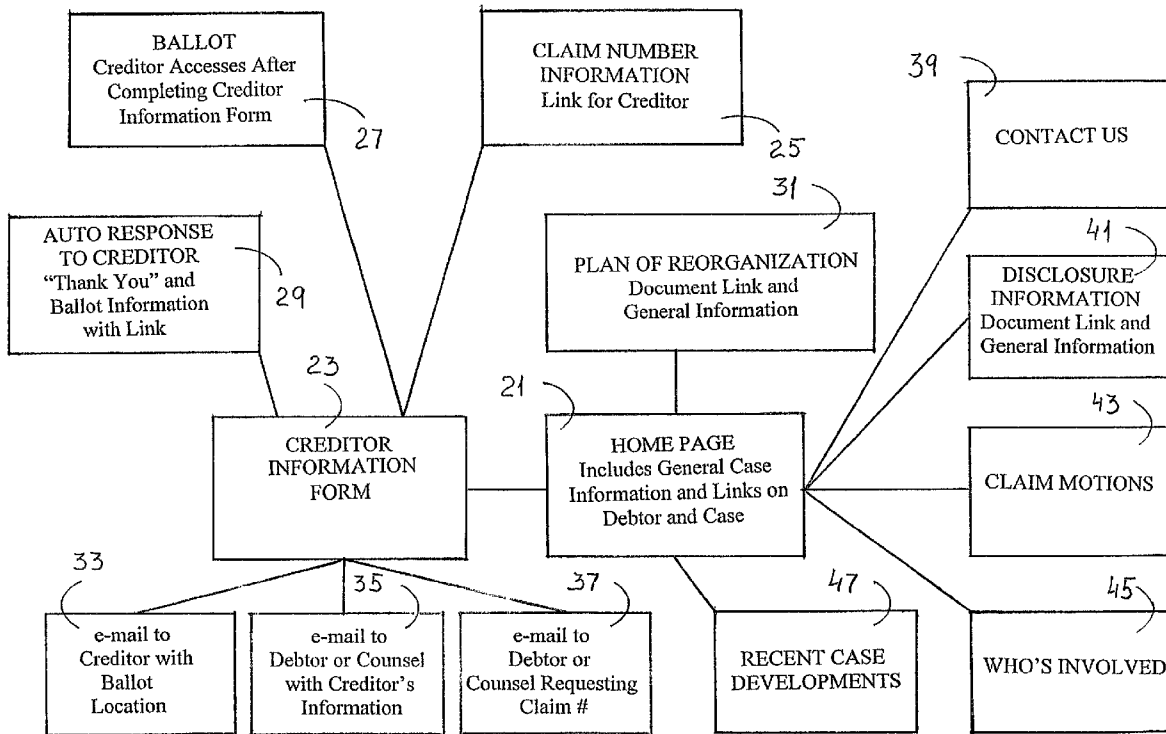 BALLOT
Creditor Accesses After
Completing Creditor
Information Form
27
CLAIM NUMBER
INFORMATION
Link for Creditor
25
39
CONTACT US
AUTO RESPONSE
TO CREDITOR
“Thank You” and
Ballot Information
with Link
29
31
PLAN OF REORGANIZATION
Document Link and
General Information
41
DISCLOSURE
INFORMATION
Document Link and
General Information
23
CREDITOR
INFORMATION
FORM
21
HOME PAGE
Includes General Case
Information and Links on
Debtor and Case
43
CLAIM MOTIONS
33
e-mail to
Creditor with
Ballot
Location
35
e-mail to
Debtor or Counsel
with Creditor's
Information
37
e-mail to
Debtor or
Counsel Requesting
Claim #
47
RECENT CASE
DEVELOPMENTS
45
WHO'S INVOLVED